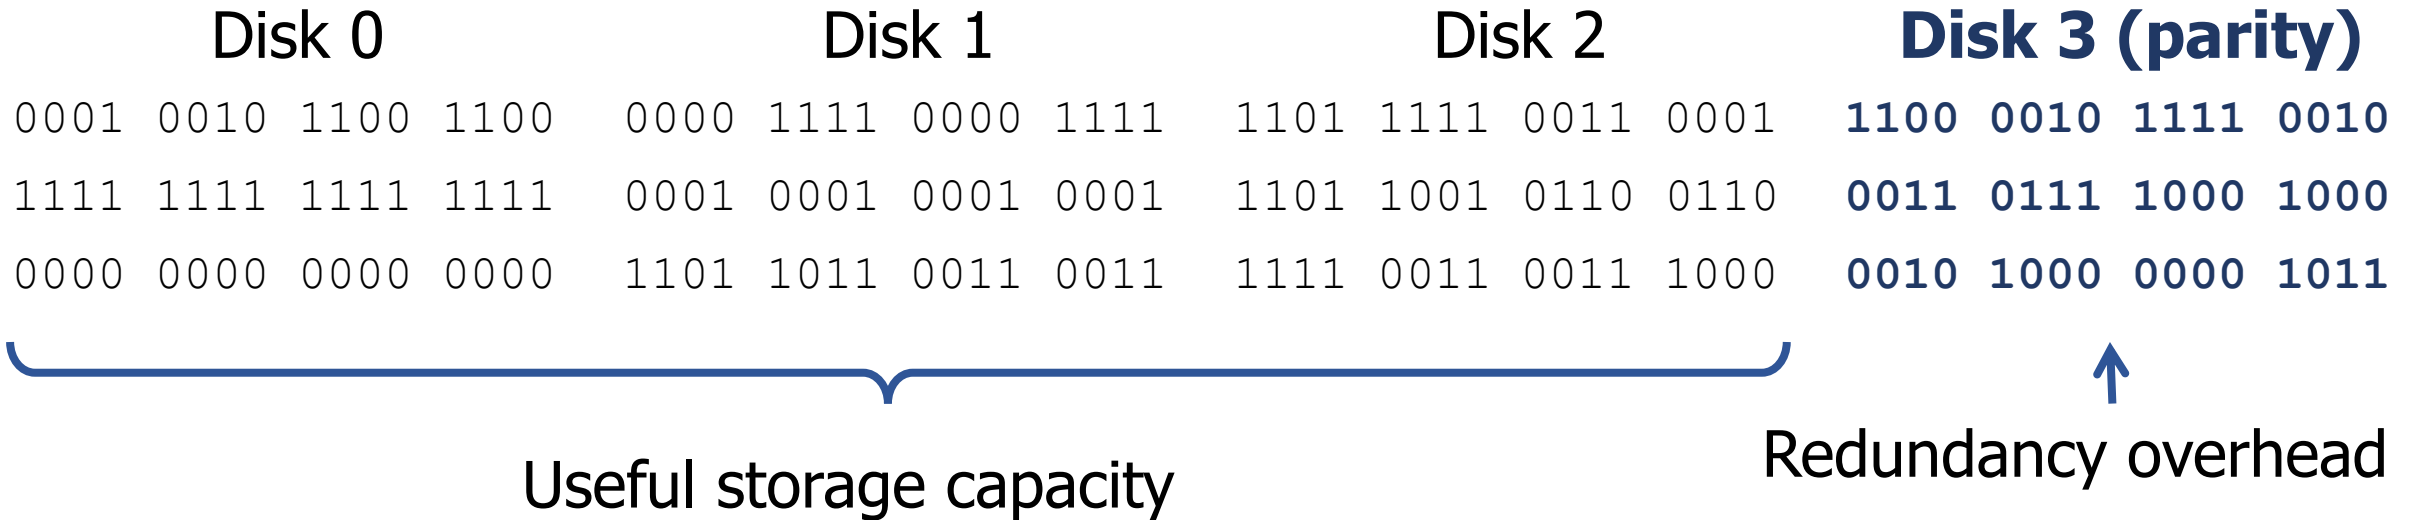 Disk 0 Disk 1 Disk 2 Disk 3 (parity)
0001 0010 1100 1100 0000 1111 0000 1111 1101 1111 0011 0001 1100 0010 1111 0010
1111 1111 1111 1111 0001 0001 0001 0001 1101 1001 0110 0110 0011 0111 1000 1000
0000 0000 0000 0000 1101 1011 0011 0011 1111 0011 0011 1000 0010 1000 0000 1011
Redundancy overhead
Useful storage capacity